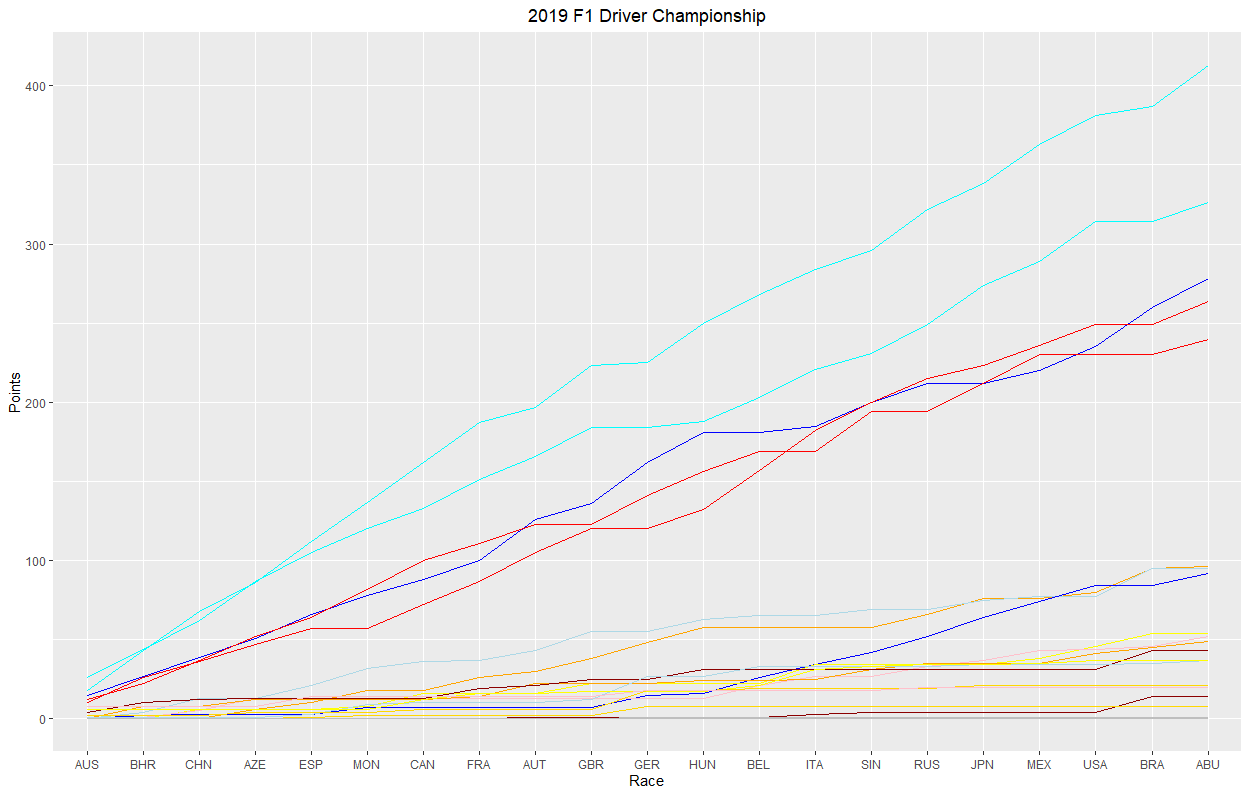 2019 F1 Driver Championship
400
300
200
100
0
Points
AUS BHR CHN AZE ESP MON CAN FRA AUT GBR GER HUN BEL ITA SIN RUS JPN MEX USA BRA ABU
Race